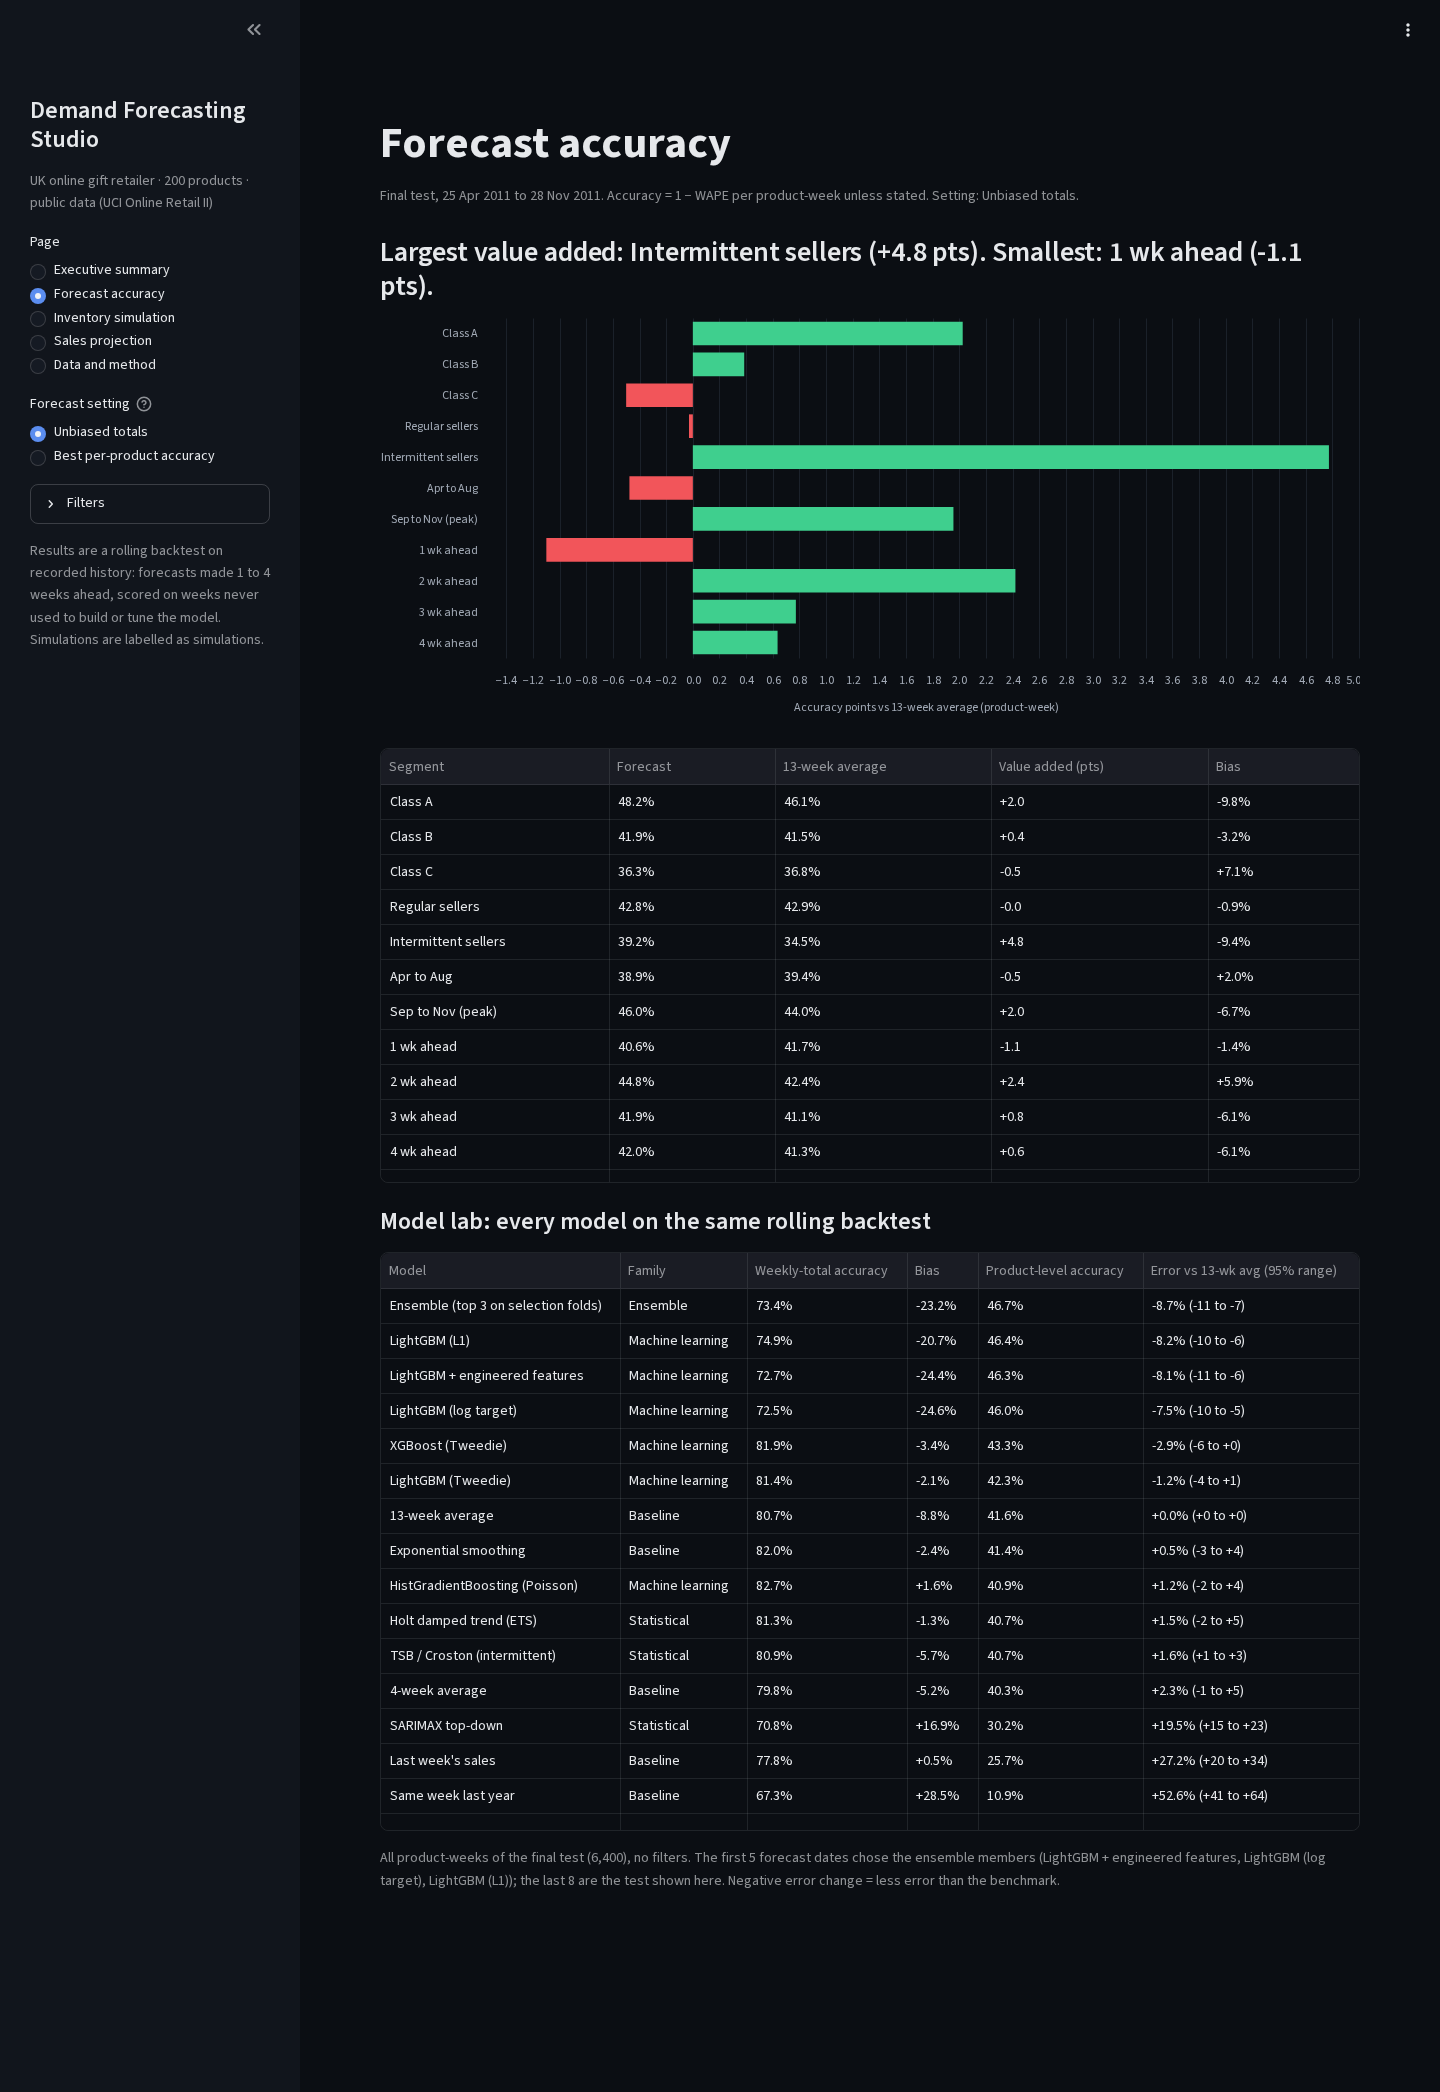 Demand Forecasting
Studio
UK online gift retailer · 200 products ·
public data (UCI Online Retail II)
Page
Executive summary
Forecast accuracy
Inventory simulation
Sales projection
Data and method
Forecast setting
Unbiased totals
Best per-product accuracy
Filters
Results are a rolling backtest on
recorded history: forecasts made 1 to 4
weeks ahead, scored on weeks never
used to build or tune the model.
Simulations are labelled as simulations.
Forecast accuracy
Final test, 25 Apr 2011 to 28 Nov 2011. Accuracy = 1 − WAPE per product-week unless stated. Setting: Unbiased totals.
Largest value added: Intermittent sellers (+4.8 pts). Smallest: 1 wk ahead (-1.1
pts).
Class A
Class B
Class C
Regular sellers
Intermittent sellers
Apr to Aug
Sep to Nov (peak)
1 wk ahead
2 wk ahead
3 wk ahead
4 wk ahead
−1.4 −1.2 −1.0 −0.8 −0.6 −0.4 −0.2 0.0 0.2 0.4 0.6 0.8 1.0 1.2 1.4 1.6 1.8 2.0 2.2 2.4 2.6 2.8 3.0 3.2 3.4 3.6 3.8 4.0 4.2 4.4 4.6 4.8 5.0
Accuracy points vs 13-week average (product-week)
Segment Forecast 13-week average Value added (pts) Bias
Class A 48.2% 46.1% +2.0 -9.8%
Class B 41.9% 41.5% +0.4 -3.2%
Class C 36.3% 36.8% -0.5 +7.1%
Regular sellers 42.8% 42.9% -0.0 -0.9%
Intermittent sellers 39.2% 34.5% +4.8 -9.4%
Apr to Aug 38.9% 39.4% -0.5 +2.0%
Sep to Nov (peak) 46.0% 44.0% +2.0 -6.7%
1 wk ahead 40.6% 41.7% -1.1 -1.4%
2 wk ahead 44.8% 42.4% +2.4 +5.9%
3 wk ahead 41.9% 41.1% +0.8 -6.1%
4 wk ahead 42.0% 41.3% +0.6 -6.1%
Model lab: every model on the same rolling backtest
Model Family Weekly-total accuracy Bias Product-level accuracy Error vs 13-wk avg (95% range)
Ensemble (top 3 on selection folds) Ensemble 73.4% -23.2% 46.7% -8.7% (-11 to -7)
LightGBM (L1) Machine learning 74.9% -20.7% 46.4% -8.2% (-10 to -6)
LightGBM + engineered features Machine learning 72.7% -24.4% 46.3% -8.1% (-11 to -6)
LightGBM (log target) Machine learning 72.5% -24.6% 46.0% -7.5% (-10 to -5)
XGBoost (Tweedie) Machine learning 81.9% -3.4% 43.3% -2.9% (-6 to +0)
LightGBM (Tweedie) Machine learning 81.4% -2.1% 42.3% -1.2% (-4 to +1)
13-week average Baseline 80.7% -8.8% 41.6% +0.0% (+0 to +0)
Exponential smoothing Baseline 82.0% -2.4% 41.4% +0.5% (-3 to +4)
HistGradientBoosting (Poisson) Machine learning 82.7% +1.6% 40.9% +1.2% (-2 to +4)
Holt damped trend (ETS) Statistical 81.3% -1.3% 40.7% +1.5% (-2 to +5)
TSB / Croston (intermittent) Statistical 80.9% -5.7% 40.7% +1.6% (+1 to +3)
4-week average Baseline 79.8% -5.2% 40.3% +2.3% (-1 to +5)
SARIMAX top-down Statistical 70.8% +16.9% 30.2% +19.5% (+15 to +23)
Last week's sales Baseline 77.8% +0.5% 25.7% +27.2% (+20 to +34)
Same week last year Baseline 67.3% +28.5% 10.9% +52.6% (+41 to +64)
All product-weeks of the final test (6,400), no filters. The first 5 forecast dates chose the ensemble members (LightGBM + engineered features, LightGBM (log
target), LightGBM (L1)); the last 8 are the test shown here. Negative error change = less error than the benchmark.